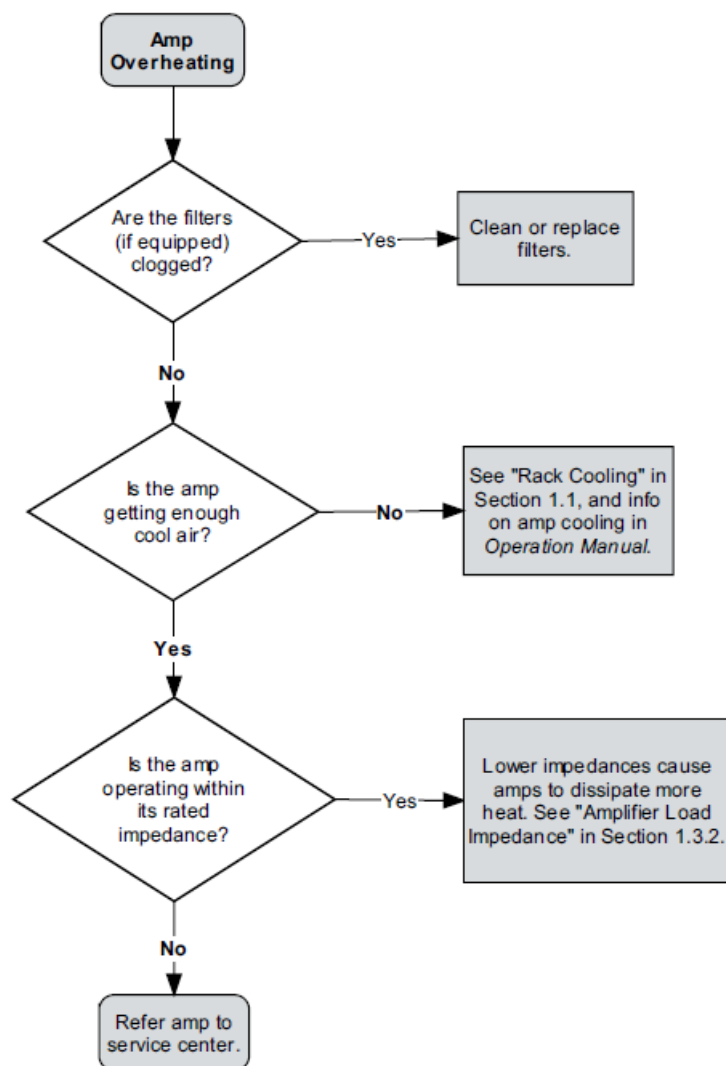 Amp
Overheating
Are the filters
(if equipped)
clogged?
Yes
Clean or replace
filters.
No
Is the amp
getting enough
cool air?
No
See "Rack Cooling" in
Section 1.1, and info
on amp cooling in
Operation Manual.
Yes
Is the amp
operating within
its rated
impedance?
Yes
Lower impedances cause
amps to dissipate more
heat. See "Amplifier Load
Impedance" in Section 1.3.2.
No
Refer amp to
service center.